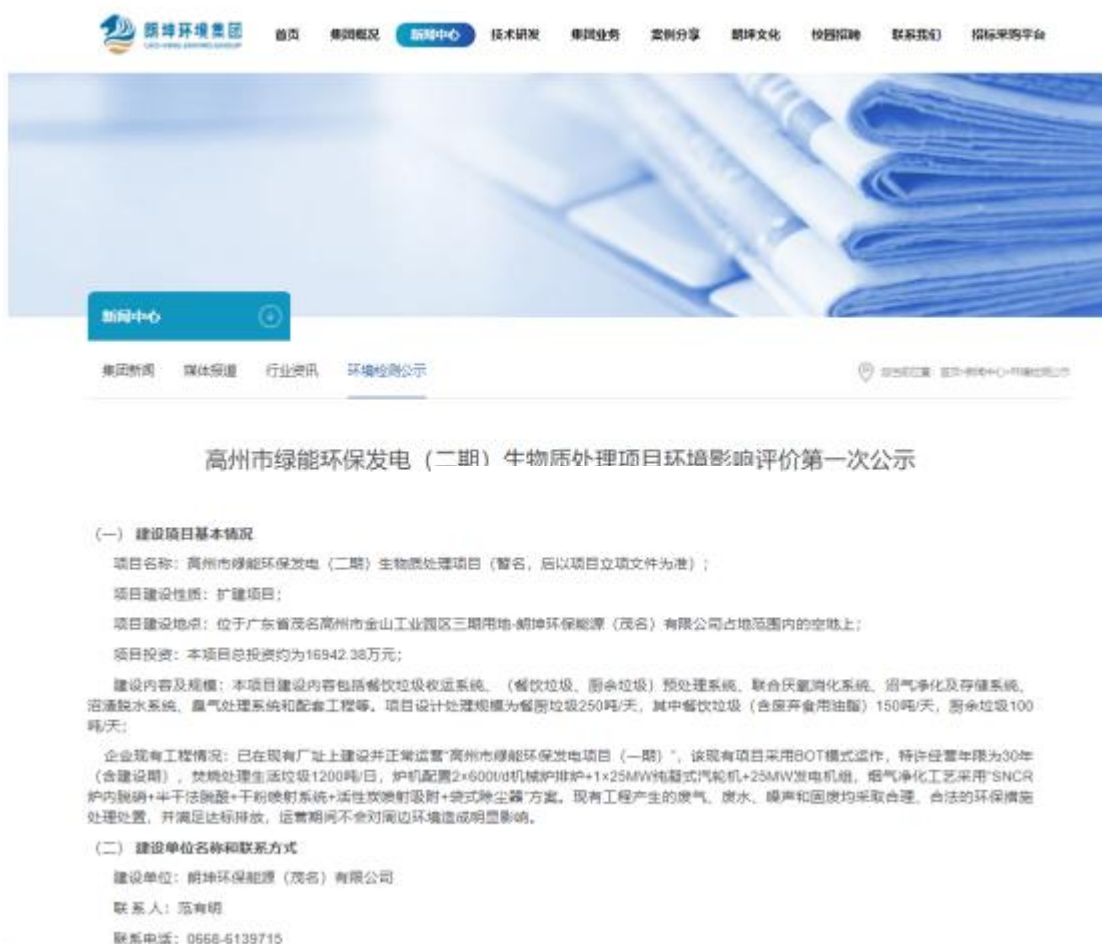 朗坤环境集团
首页 集团概况 新闻中心 技术研发 集团业务 案例分享 朗坤文化 校园招聘 联系我们 招标采购平台
新闻中心
集团新闻 媒体报道 行业资讯 环境检测公示
您当前位置：首页>新闻中心>环境检测公示
高州市绿能环保发电（二期）生物质处理项目环境影响评价第一次公示
（一） 建设项目基本情况
项目名称：高州市绿能环保发电（二期）生物质处理项目（暂名，后以项目立项文件为准）；
项目建设性质：扩建项目；
项目建设地点：位于广东省茂名高州市金山工业园区三期用地-朗坤环保能源（茂名）有限公司占地范围内的空地上；
项目投资：本项目总投资约为16942.38万元；
建设内容及规模：本项目建设内容包括餐饮垃圾收运系统、（餐饮垃圾、厨余垃圾）预处理系统、联合厌氧消化系统、沼气净化及存储系统、
沼渣脱水系统、臭气处理系统和配套工程等。项目设计处理规模为餐厨垃圾250吨/天，其中餐饮垃圾（含废弃食用油脂）150吨/天，厨余垃圾100
吨/天；
企业现有工程情况：已在现有厂址上建设并正常运营“高州市绿能环保发电项目（一期）”，该现有项目采用BOT模式运作，特许经营年限为30年
（含建设期），焚烧处理生活垃圾1200吨/日，炉机配置2×600t/d机械炉排炉+1×25MW纯凝式汽轮机+25MW发电机组，烟气净化工艺采用“SNCR
炉内脱硝+半干法脱酸+干粉喷射系统+活性炭喷射吸附+袋式除尘器”方案。现有工程产生的废气、废水、噪声和固废均采取合理、合法的环保措施
处理处置，并满足达标排放，运营期间不会对周边环境造成明显影响。
（二） 建设单位名称和联系方式
建设单位：朗坤环保能源（茂名）有限公司
联 系 人：范有明
联系电话：0668-6139715